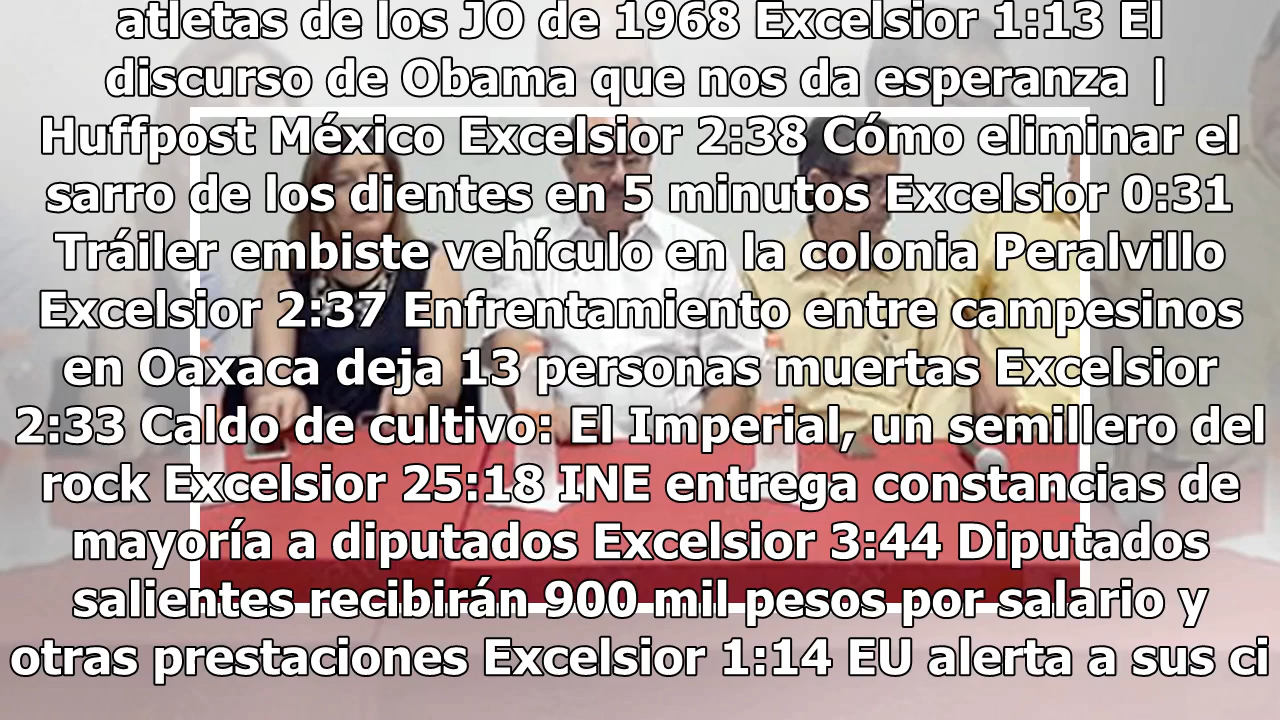 atletas de los JO de 1968 Excelsior 1:13 El
discurso de Obama que nos da esperanza |
Huffpost México Excelsior 2:38 Cómo eliminar el
sarro de los dientes en 5 minutos Excelsior 0:31
Tráiler embiste vehículo en la colonia Peralvillo
Excelsior 2:37 Enfrentamiento entre campesinos
en Oaxaca deja 13 personas muertas Excelsior
2:33 Caldo de cultivo: El Imperial, un semillero del
rock Excelsior 25:18 INE entrega constancias de
mayoría a diputados Excelsior 3:44 Diputados
salientes recibirán 900 mil pesos por salario y
otras prestaciones Excelsior 1:14 EU alerta a sus ci